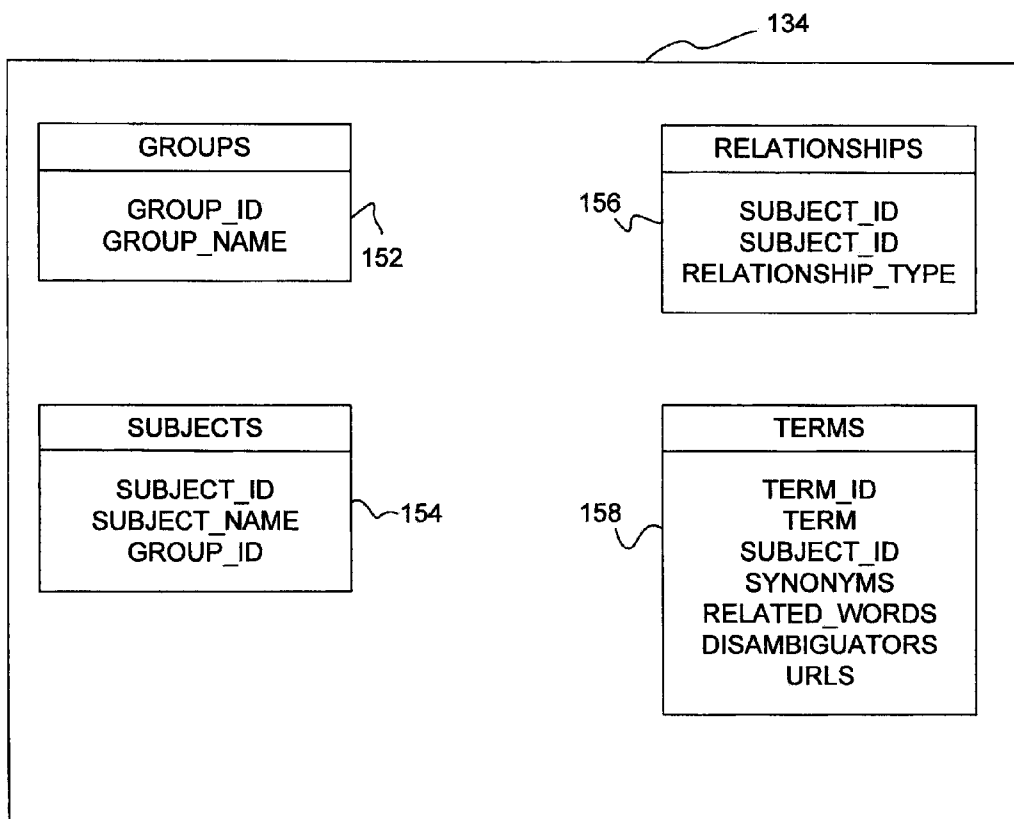 134
GROUPS
GROUP_ID
GROUP_NAME
152
RELATIONSHIPS
SUBJECT_ID
SUBJECT_ID
RELATIONSHIP_TYPE
156
SUBJECTS
SUBJECT_ID
SUBJECT_NAME
GROUP_ID
154
TERMS
TERM_ID
TERM
SUBJECT_ID
SYNONYMS
RELATED_WORDS
DISAMBIGUATORS
URLS
158